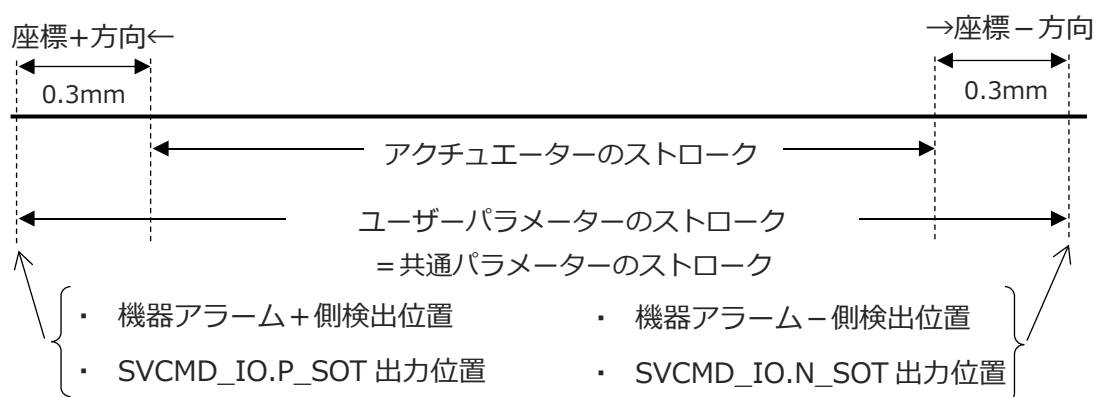 座標+方向←
→座標－方向
0.3mm
0.3mm
アクチュエーターのストローク
ユーザーパラメーターのストローク
＝共通パラメーターのストローク
・ 機器アラーム＋側検出位置
・ SVCMD_IO.P_SOT 出力位置
・ 機器アラーム－側検出位置
・ SVCMD_IO.N_SOT 出力位置